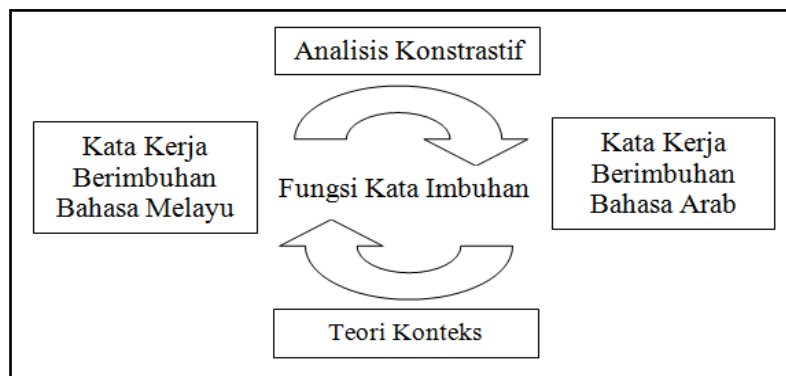 Analisis Konstrastif
Kata Kerja
Berimbuhan
Bahasa Melayu
Fungsi Kata Imbuhan
Kata Kerja
Berimbuhan
Bahasa Arab
Teori Konteks